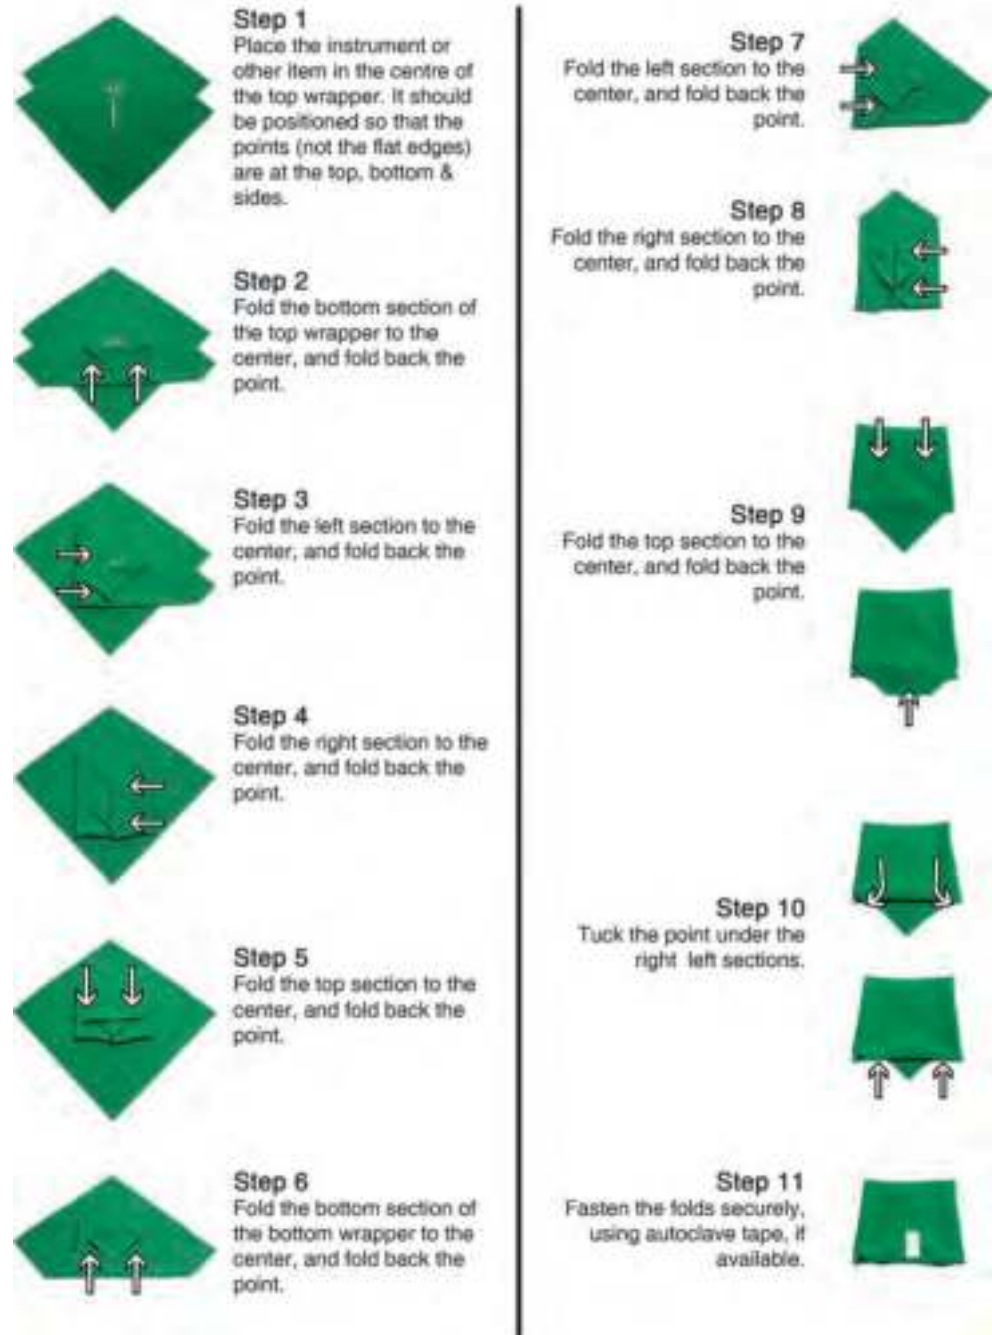 Step 1
Place the instrument or
other item in the centre of
the top wrapper. It should
be positioned so that the
points (not the flat edges)
are at the top, bottom &
sides.
Step 2
Fold the bottom section of
the top wrapper to the
center, and fold back the
point.
Step 3
Fold the left section to the
center, and fold back the
point.
Step 4
Fold the right section to the
center, and fold back the
point.
Step 5
Fold the top section to the
center, and fold back the
point.
Step 6
Fold the bottom section of
the bottom wrapper to the
center, and fold back the
point.
Step 7
Fold the left section to the
center, and fold back the
point.
Step 8
Fold the right section to the
center, and fold back the
point.
Step 9
Fold the top section to the
center, and fold back the
point.
Step 10
Tuck the point under the
right left sections.
Step 11
Fasten the folds securely,
using autoclave tape, if
available.